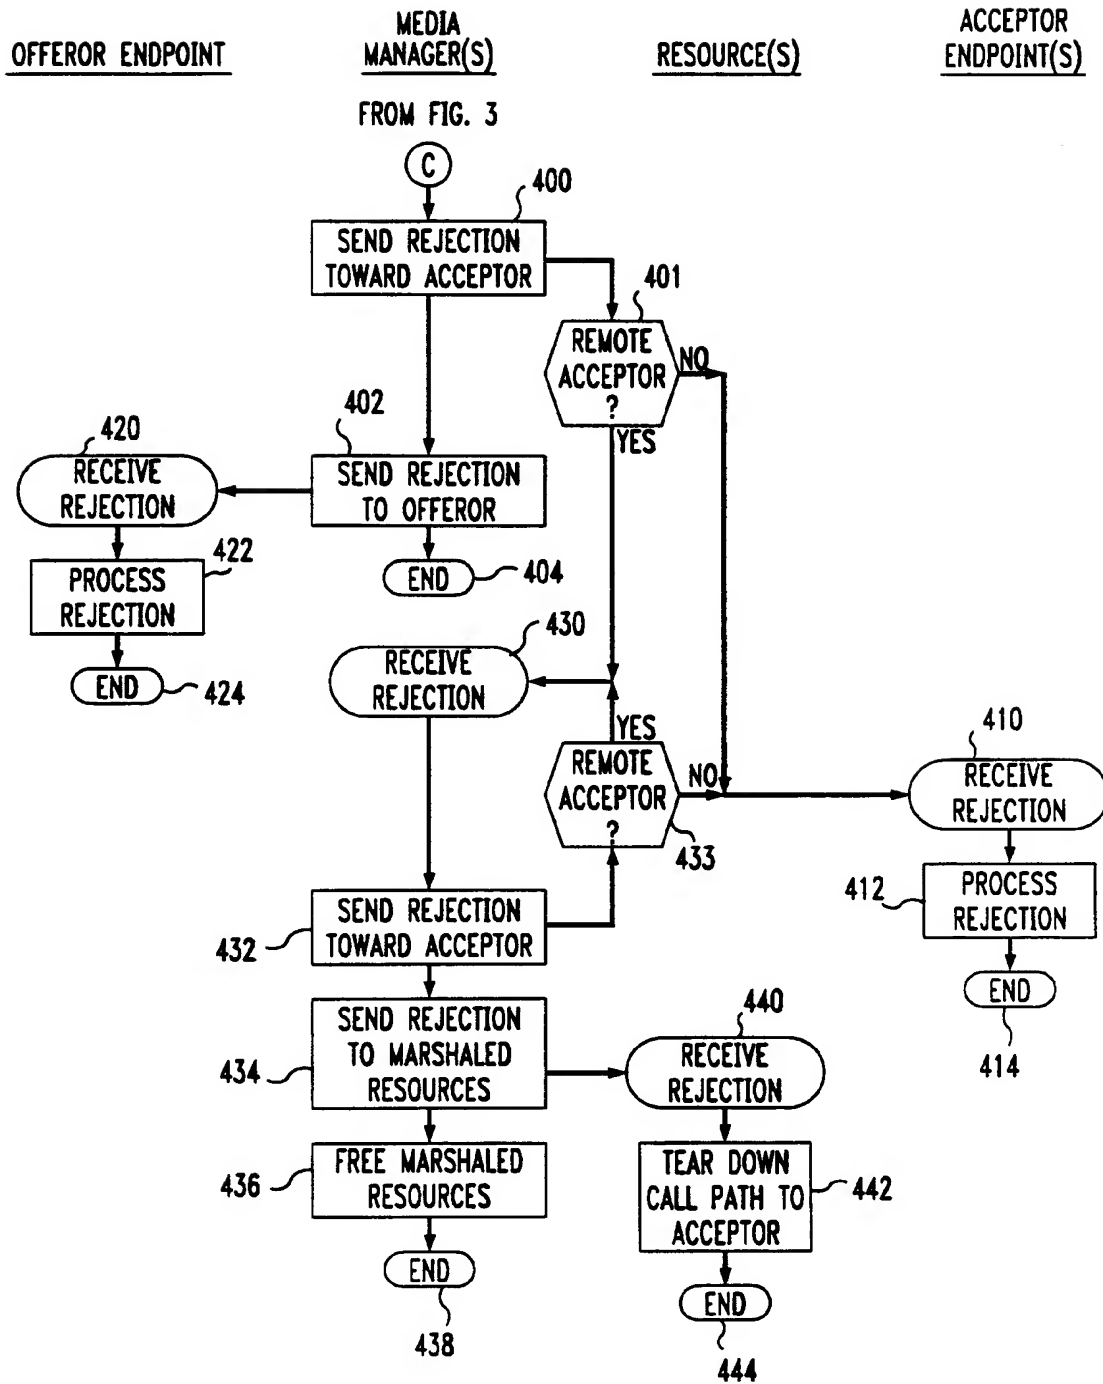 OFFEROR ENDPOINT
MEDIA
MANAGER(S)
RESOURCE(S)
ACCEPTOR
ENDPOINT(S)
FROM FIG. 3
C
400
SEND REJECTION
TOWARD ACCEPTOR
401
REMOTE
ACCEPTOR
?
NO
YES
402
SEND REJECTION
TO OFFEROR
420
RECEIVE
REJECTION
422
PROCESS
REJECTION
END
424
END
404
430
RECEIVE
REJECTION
YES
REMOTE
ACCEPTOR
?
NO
433
410
RECEIVE
REJECTION
412
PROCESS
REJECTION
END
414
SEND REJECTION
TOWARD ACCEPTOR
432
SEND REJECTION
TO MARSHALED
RESOURCES
434
440
RECEIVE
REJECTION
FREE MARSHALED
RESOURCES
436
TEAR DOWN
CALL PATH TO
ACCEPTOR
442
END
438
END
444